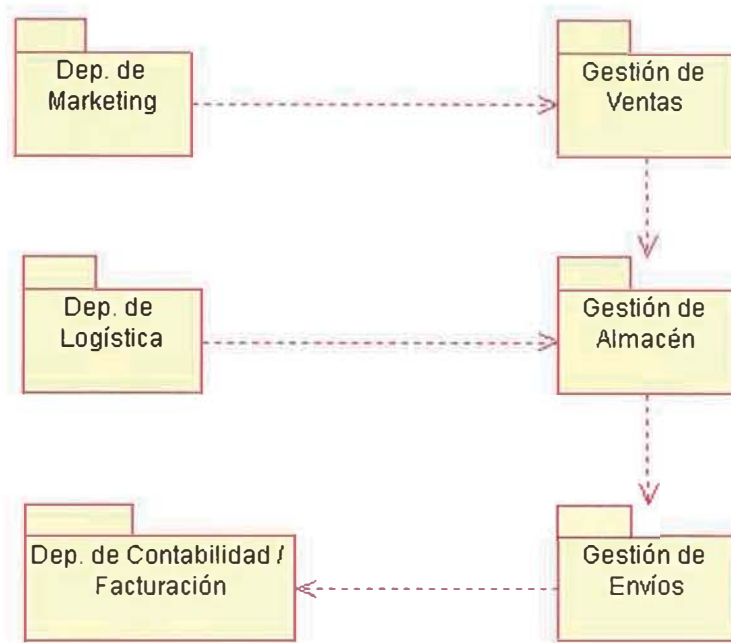 Dep. de
Marketing
Gestión de
Ventas
Dep. de
Logística
Gestión de
Almacén
Dep. de Contabilidad /
Facturación
Gestión de
Envíos